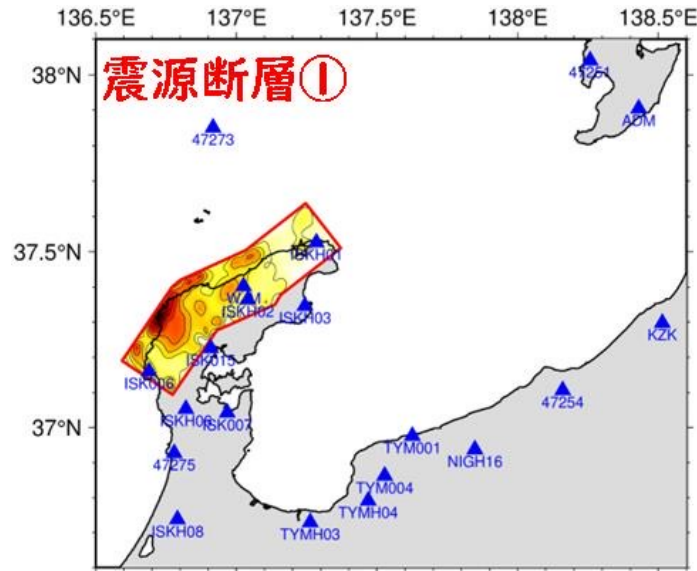 136.5°E 137°E 137.5°E 138°E 138.5°E
38°N
震源断層①
47251
ADM
47273
37.5°N
ISKH01
WJM
ISKH02
ISKH03
KZK
ISK015
ISK006
47254
37°N
ISKH06
ISK007
TYM001
NIGH16
47275
TYM004
TYMH04
ISKH08
TYMH03